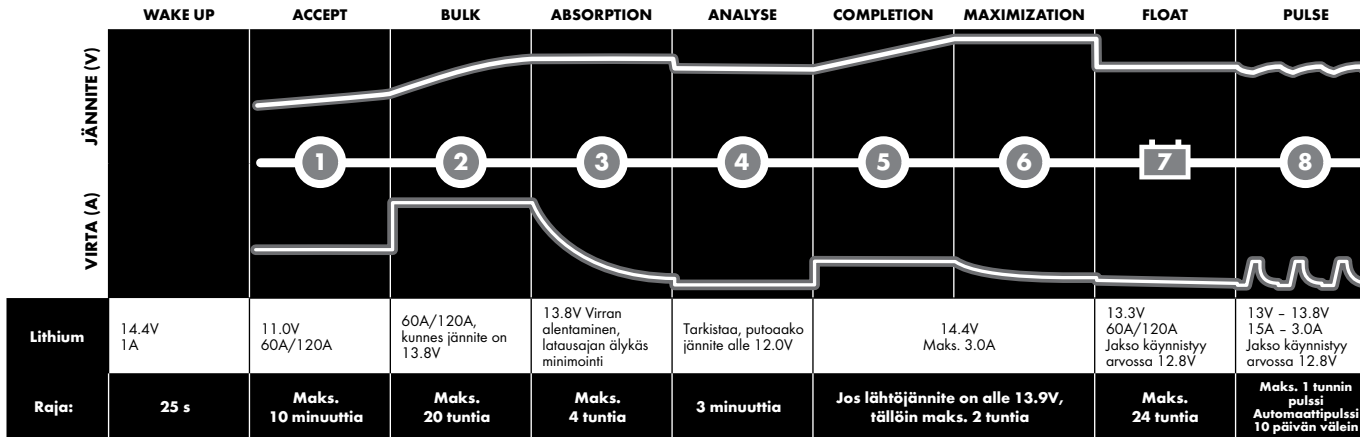 WAKE UP ACCEPT BULK ABSORPTION ANALYSE COMPLETION MAXIMIZATION FLOAT PULSE
JÄNNITE (V)
1 2 3 4 5 6 7 8
VIRTA (A)
Lithium
14.4V
1A
11.0V
60A/120A
60A/120A,
kunnes jännite on
13.8V
13.8V Virran
alentaminen,
latausajan älykäs
minimointi
Tarkistaa, putoaako
jännite alle 12.0V
14.4V
Maks. 3.0A
13.3V
60A/120A
Jakso käynnistyy
arvossa 12.8V
13V – 13.8V
15A – 3.0A
Jakso käynnistyy
arvossa 12.8V
Raja:
25 s
Maks.
10 minuuttia
Maks.
20 tuntia
Maks.
4 tuntia
3 minuuttia
Jos lähtöjännite on alle 13.9V,
tällöin maks. 2 tuntia
Maks.
24 tuntia
Maks. 1 tunnin
pulssi
Automaattipulssi
10 päivän välein